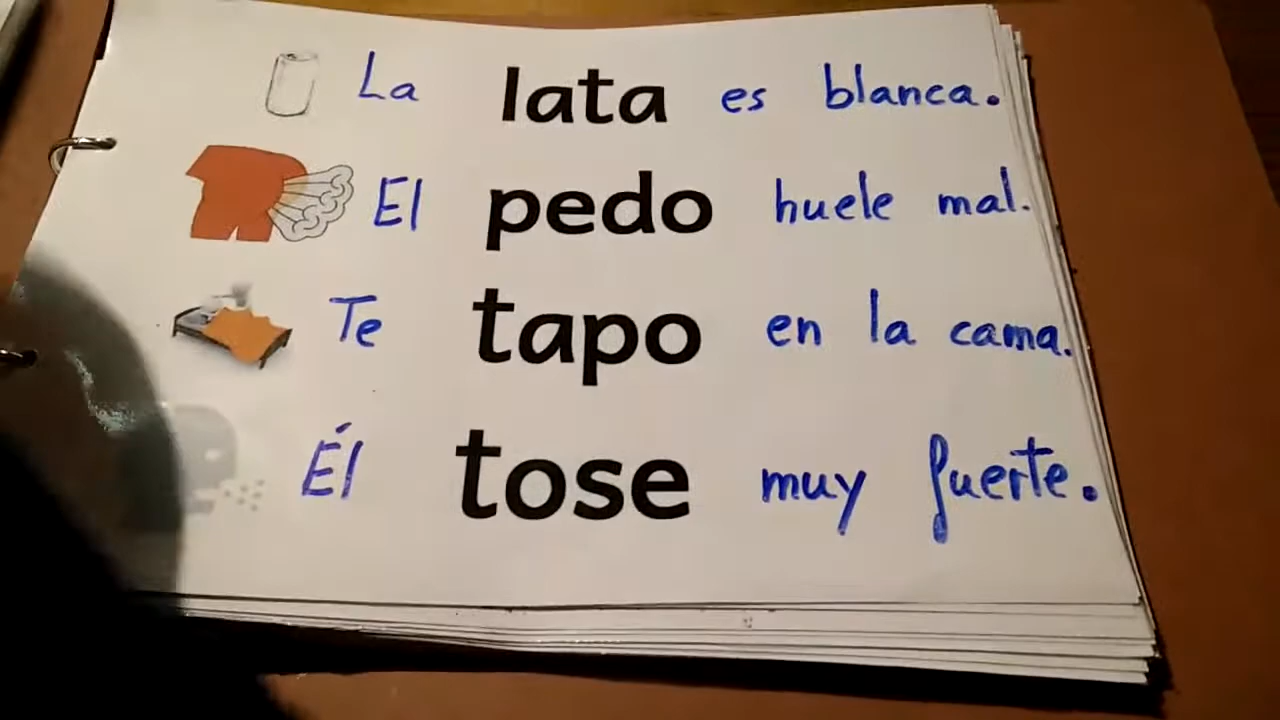 La lata es blanca.
El pedo huele mal.
Te tapo en la cama.
Él tose muy fuerte.